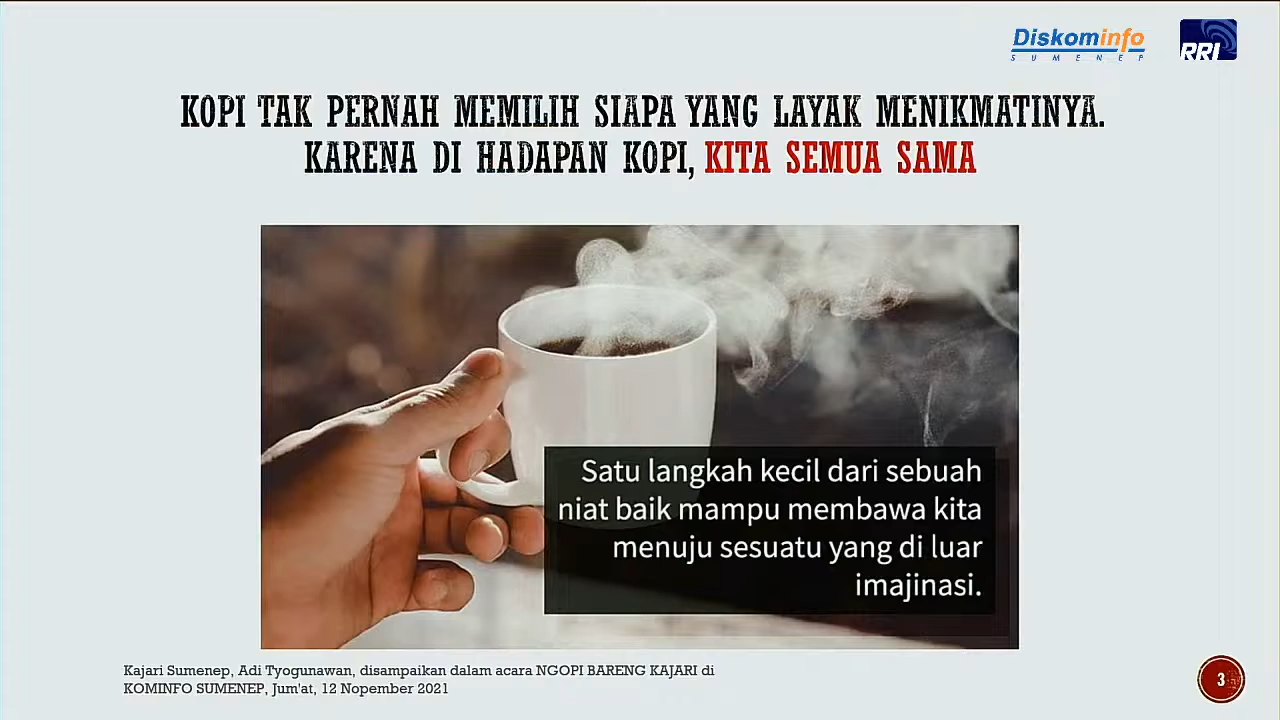 Diskominfo
SUMENEP
RRI
KOPI TAK PERNAH MEMILIH SIAPA YANG LAYAK MENIKMATINYA.
KARENA DI HADAPAN KOPI, KITA SEMUA SAMA
Satu langkah kecil dari sebuah
niat baik mampu membawa kita
menuju sesuatu yang di luar
imajinasi.
Kajari Sumenep, Adi Tyogunawan, disampaikan dalam acara NGOPI BARENG KAJARI di
KOMINFO SUMENEP, Jum'at, 12 Nopember 2021
3